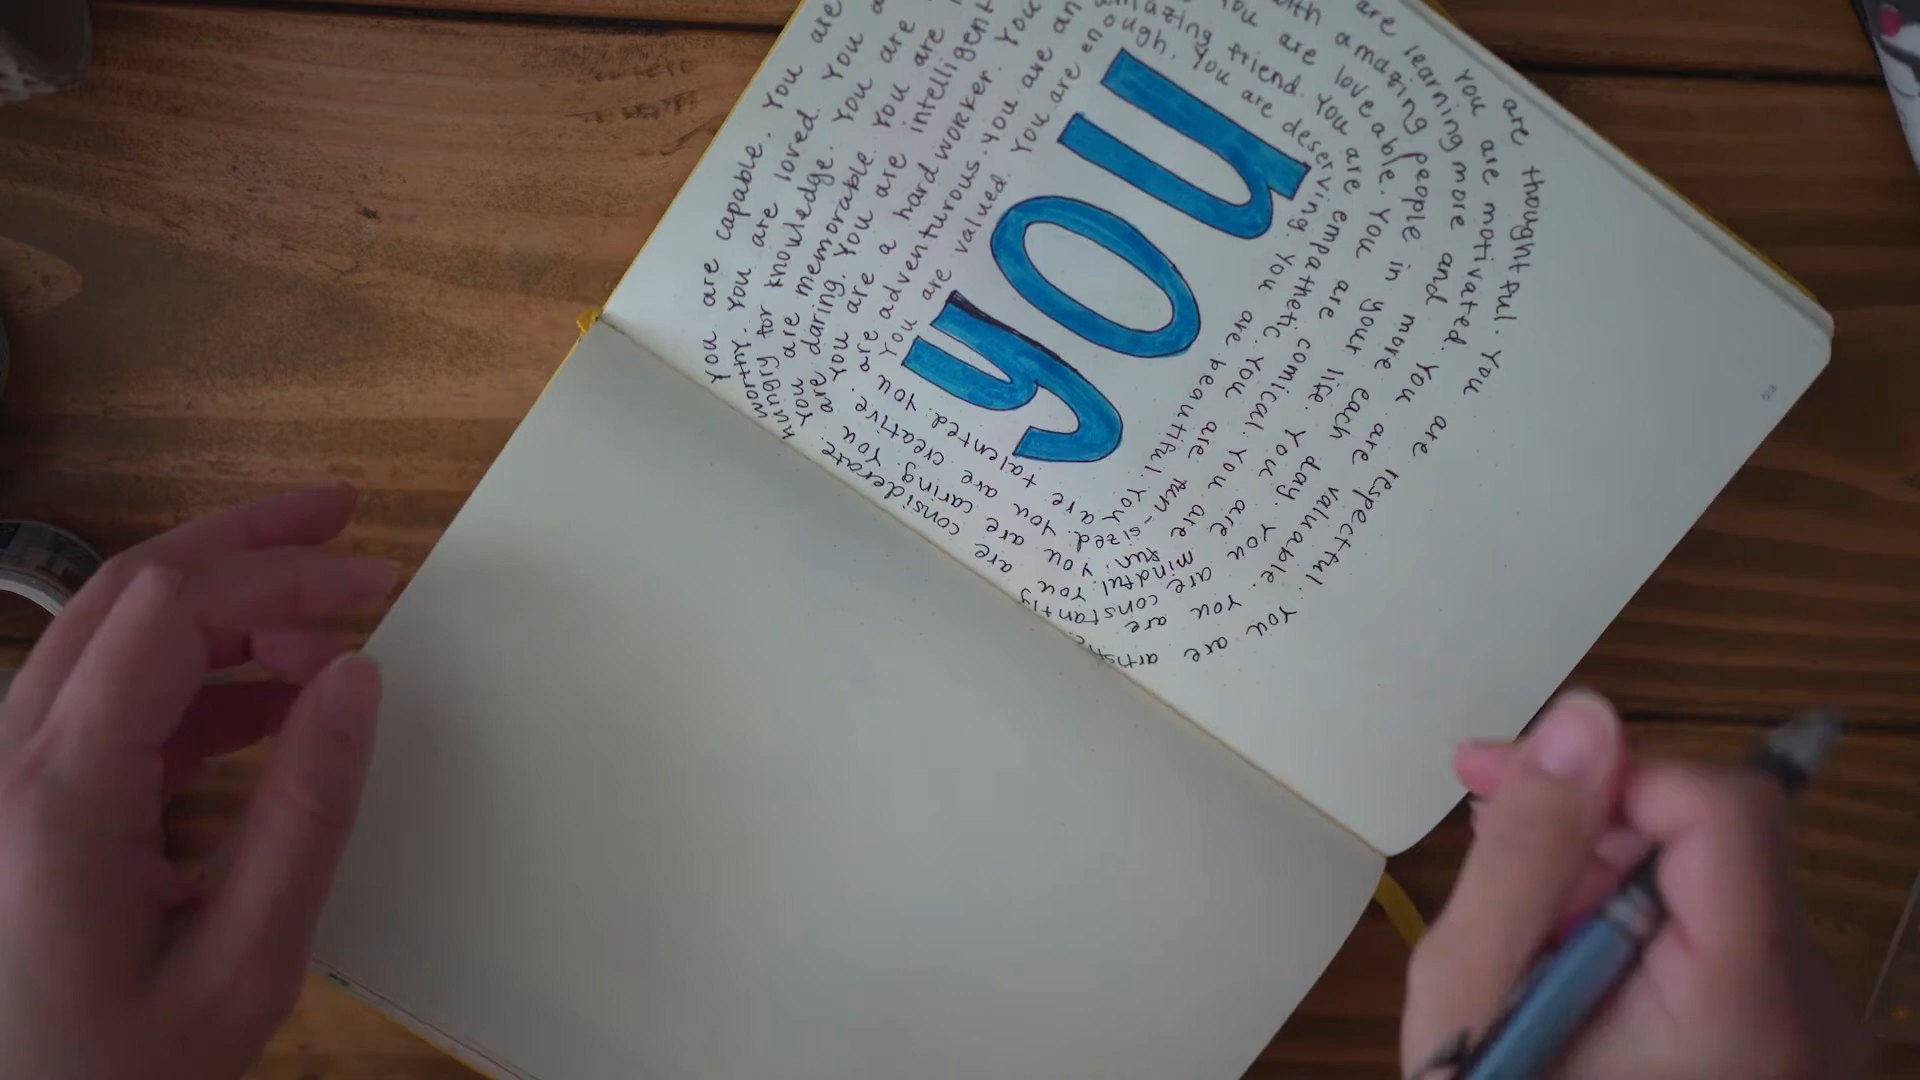 you
You are valued. You are enough. You are deserving. You are beautiful. You are talented. You
are adventurous. You are an amazing friend. You are empathetic. You are fun-sized. You are creative.
You are a hard worker. You
You are loveable. You are comical. You are fun. You are caring. You
are daring. You are intelligent
with amazing people in your life. You are mindful. You are considerate.
You are memorable. You are
are learning more and more each day. You are constantly
hungry for knowledge. You are
You are motivated. You are valuable. You are
worthy. You are loved. You
are thoughtful. You are respectful. You are artistic
You are capable. You are